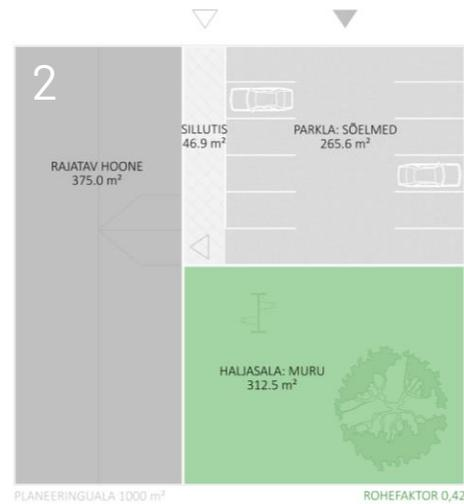 2
SILLUTIS
46.9 m²
PARKLA: SÕELMED
265.6 m²
RAJATAV HOONE
375.0 m²
HALJASALA: MURU
312.5 m²
PLANEERINGUALA 1000 m²
ROHEFAKTOR 0,42